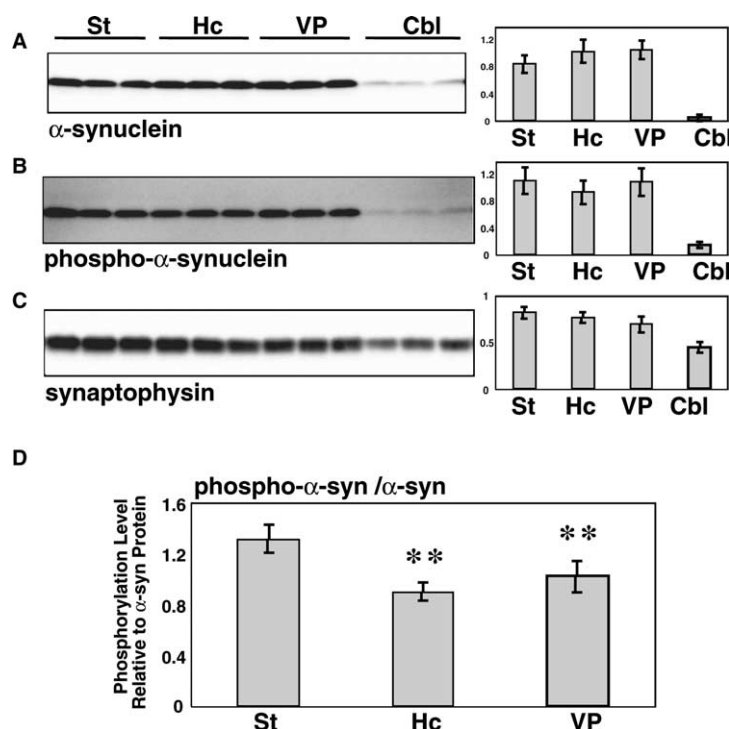 St Hc VP Cbl
A
α-synuclein
1.2
0.8
0.4
0
St Hc VP Cbl
B
phospho-α-synuclein
1.2
0.8
0.4
0
St Hc VP Cbl
C
synaptophysin
1
0.5
0
St Hc VP Cbl
D
phospho-α-syn /α-syn
Phosphorylation Level
Relative to α-syn Protein
1.6
1.2
0.8
0.4
0
** **
St Hc VP